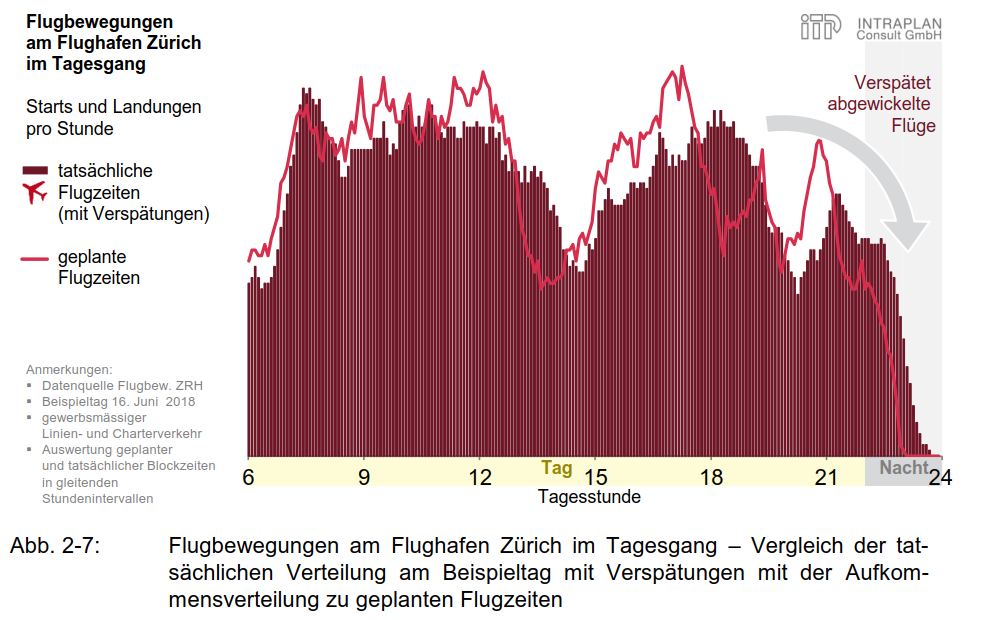 Flugbewegungen
am Flughafen Zürich
im Tagesgang
Starts und Landungen
pro Stunde
tatsächliche
Flugzeiten
(mit Verspätungen)
geplante
Flugzeiten
Anmerkungen:
▪ Datenquelle Flugbew. ZRH
▪ Beispieltag 16. Juni 2018
▪ gewerbsmässiger
Linien- und Charterverkehr
▪ Auswertung geplanter
und tatsächlicher Blockzeiten
in gleitenden
Stundenintervallen
itp INTRAPLAN
Consult GmbH
Verspätet
abgewickelte
Flüge
Tag
Nacht
6 9 12 15 18 21 24
Tagesstunde
Abb. 2-7: Flugbewegungen am Flughafen Zürich im Tagesgang – Vergleich der tat-
sächlichen Verteilung am Beispieltag mit Verspätungen mit der Aufkom-
mensverteilung zu geplanten Flugzeiten